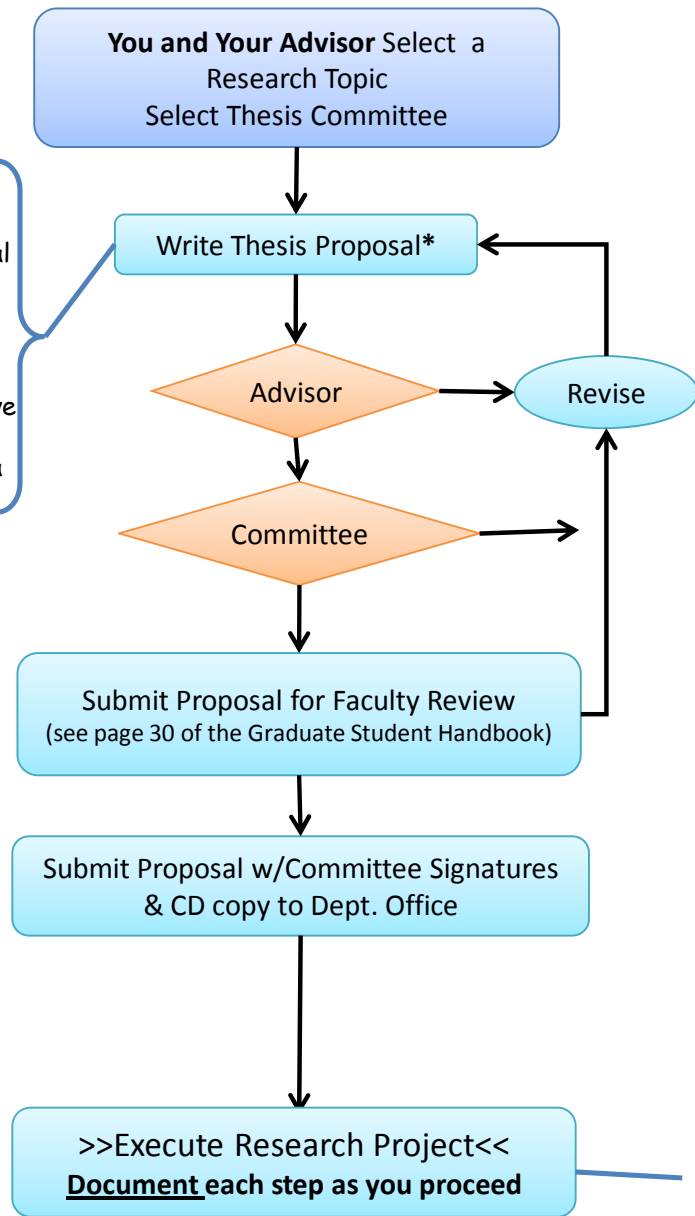 You and Your Advisor Select a
Research Topic
Select Thesis Committee
Write Thesis Proposal*
Advisor
Revise
Committee
Submit Proposal for Faculty Review
(see page 30 of the Graduate Student Handbook)
Submit Proposal w/Committee Signatures
& CD copy to Dept. Office
>>Execute Research Project<<
Document each step as you proceed